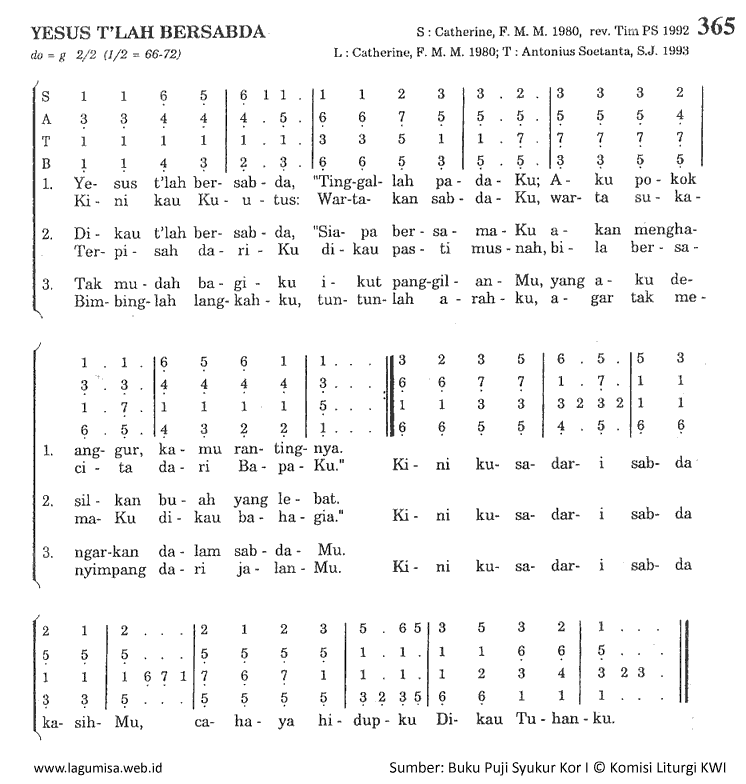 YESUS T'LAH BERSABDA
S : Catherine, F. M. M. 1980, rev. Tim PS 1992 365
do = g 2/2 (1/2 = 66-72)
L : Catherine, F. M. M. 1980; T : Antonius Soetanta, S.J. 1993
S 1 1 6 5 | 6 1 1 . | 1 1 2 3 | 3 . 2 . | 3 3 3 2
A 3 3 4 4 | 4 . 5 . | 6 6 7 5 | 5 . 5 . | 5 5 5 4
T 1 1 1 1 | 1 . 1 . | 3 3 5 1 | 1 . 7 . | 7 7 7 7
B 1 1 4 3 | 2 . 3 . | 6 6 5 3 | 5 . 5 . | 3 3 5 5
1. Ye- sus t'lah ber- sab - da, "Ting-gal- lah pa - da- Ku; A - ku po - kok
Ki - ni kau Ku - u - tus: War-ta- kan sab - da- Ku, war- ta su - ka -
2. Di - kau t'lah ber- sab - da, "Sia- pa ber - sa - ma- Ku a - kan mengha-
Ter- pi - sah da - ri - Ku di - kau pas - ti mus - nah, bi - la ber - sa -
3. Tak mu - dah ba - gi - ku i - kut pang-gil - an - Mu, yang a - ku de-
Bim - bing- lah lang - kah - ku, tun - tun- lah a - rah - ku, a - gar tak me -
1 . 1 . | 6 5 6 1 | 1 . . . || 3 2 3 5 | 6 . 5 . | 5 3
3 . 3 . | 4 4 4 4 | 3 . . . || 6 6 7 7 | 1 . 7 . | 1 1
1 . 7 . | 1 1 1 1 | 5 . . . :|| 1 1 3 3 | 3 2 3 2 | 1 1
6 . 5 . | 4 3 2 2 | 1 . . . || 6 6 5 5 | 4 . 5 . | 6 6
1. ang- gur, ka - mu ran- ting- nya.
ci - ta da - ri Ba - pa - Ku." Ki - ni ku - sa - dar - i sab - da
2. sil - kan bu - ah yang le - bat.
ma- Ku di - kau ba - ha - gia." Ki - ni ku- sa- dar- i sab- da
3. ngar-kan da - lam sab - da - Mu.
nyimpang da - ri ja - lan - Mu. Ki - ni ku- sa- dar- i sab- da
2 1 | 2 . . . | 2 1 2 3 | 5 . 6 5 | 3 5 3 2 | 1 . . . ||
5 5 | 5 . . . | 5 5 5 5 | 1 . 1 . | 1 1 6 6 | 5 . . . ||
1 1 | 1 6 7 1 | 7 6 7 1 | 1 . 1 . | 1 2 3 4 | 3 2 3 . ||
3 3 | 5 . . . | 5 5 5 5 | 3 2 3 5 | 6 6 1 1 | 1 . . . ||
ka- sih- Mu, ca- ha - ya hi - dup - ku Di - kau Tu - han - ku.
www.lagumisa.web.id Sumber: Buku Puji Syukur Kor I © Komisi Liturgi KWI